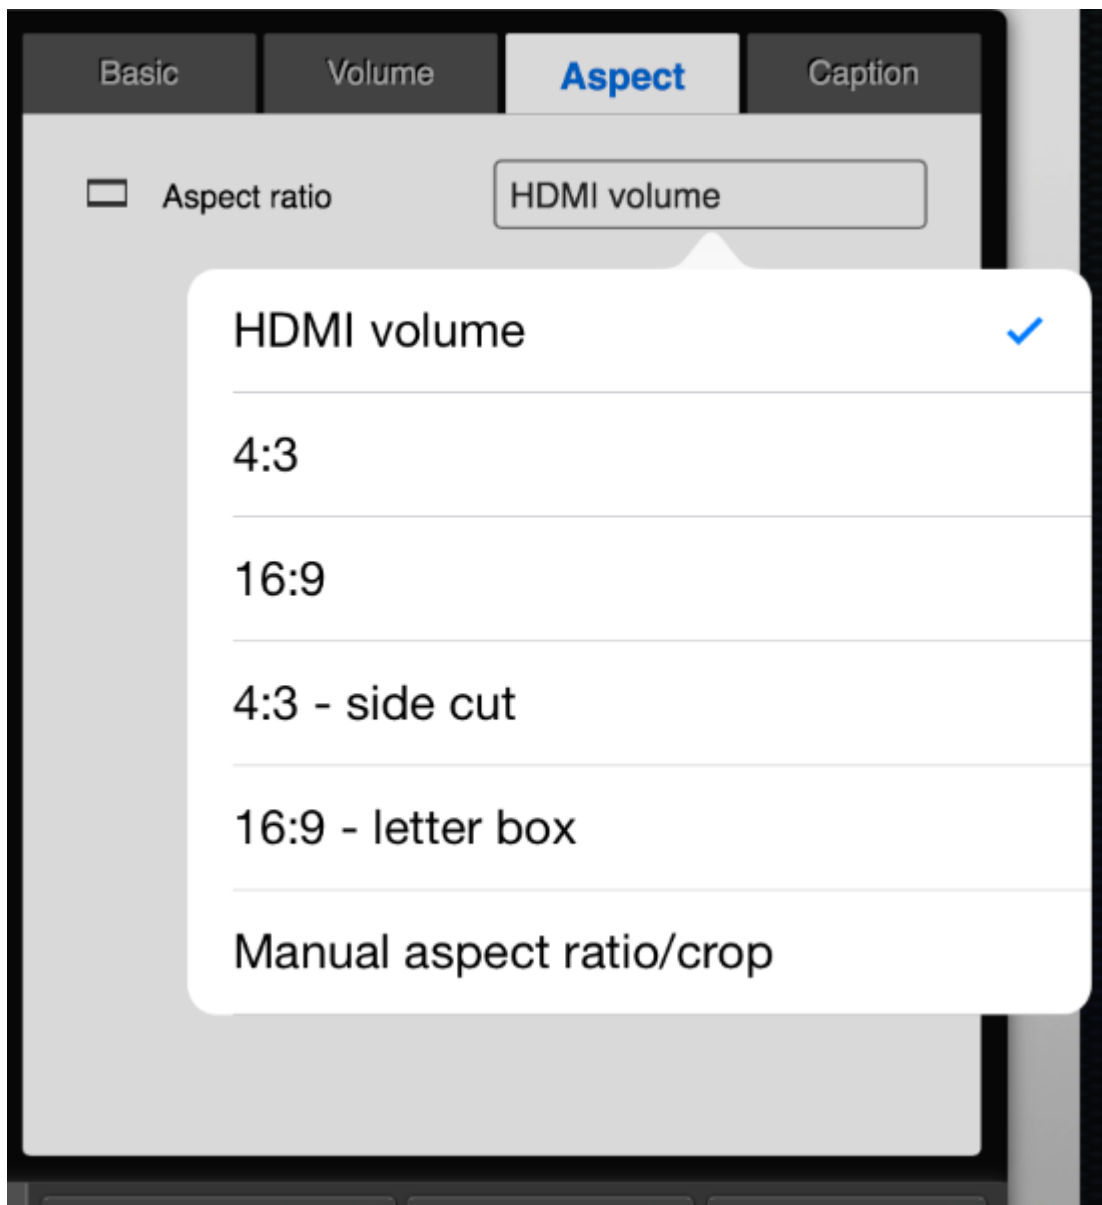 Basic Volume Aspect Caption
Aspect ratio HDMI volume
HDMI volume
4:3
16:9
4:3 - side cut
16:9 - letter box
Manual aspect ratio/crop